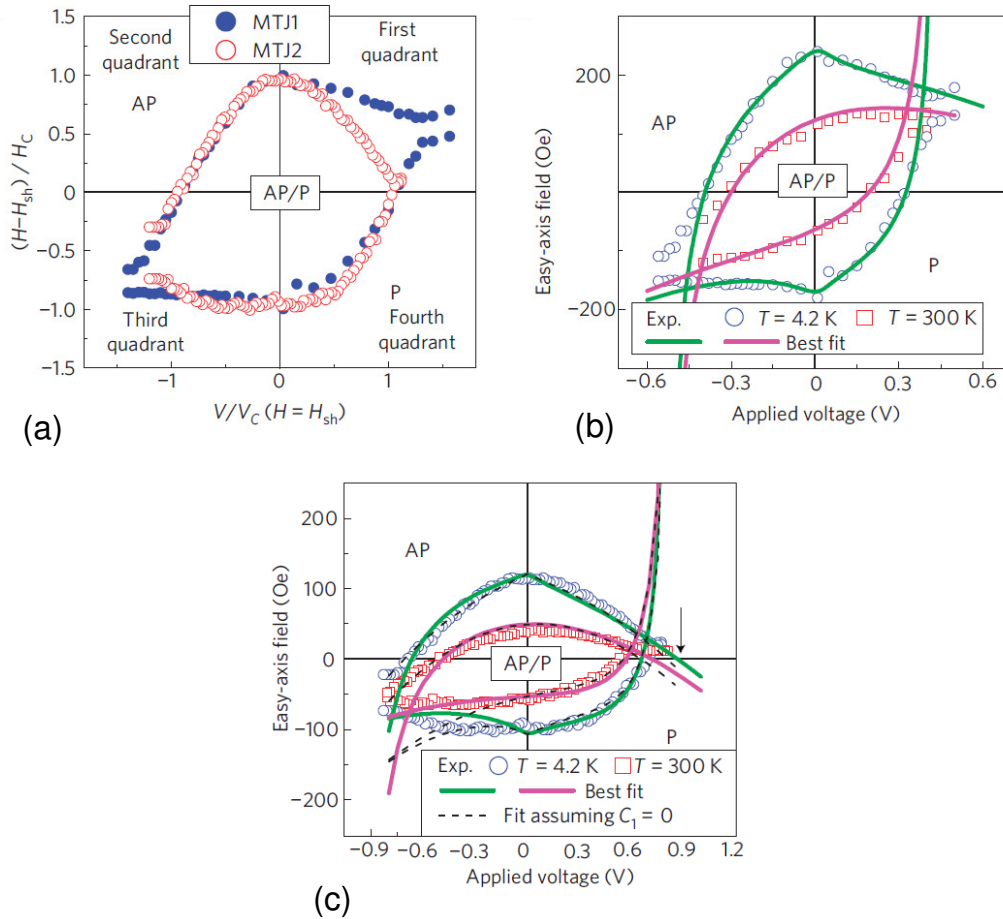 MTJ1
MTJ2
Second quadrant
First quadrant
AP
AP/P
P
Third quadrant
Fourth quadrant
1.5
1.0
0.5
0
−0.5
−1.0
−1.5
−1 0 1
(H−Hsh) / HC
V/VC (H = Hsh)
(a)
200
0
−200
Easy-axis field (Oe)
AP
AP/P
P
Exp. T = 4.2 K T = 300 K
Best fit
−0.6 −0.3 0 0.3 0.6
Applied voltage (V)
(b)
200
100
0
−100
−200
Easy-axis field (Oe)
AP
AP/P
P
Exp. T = 4.2 K T = 300 K
Best fit
Fit assuming C1 = 0
−0.9 −0.6 −0.3 0 0.3 0.6 0.9 1.2
Applied voltage (V)
(c)